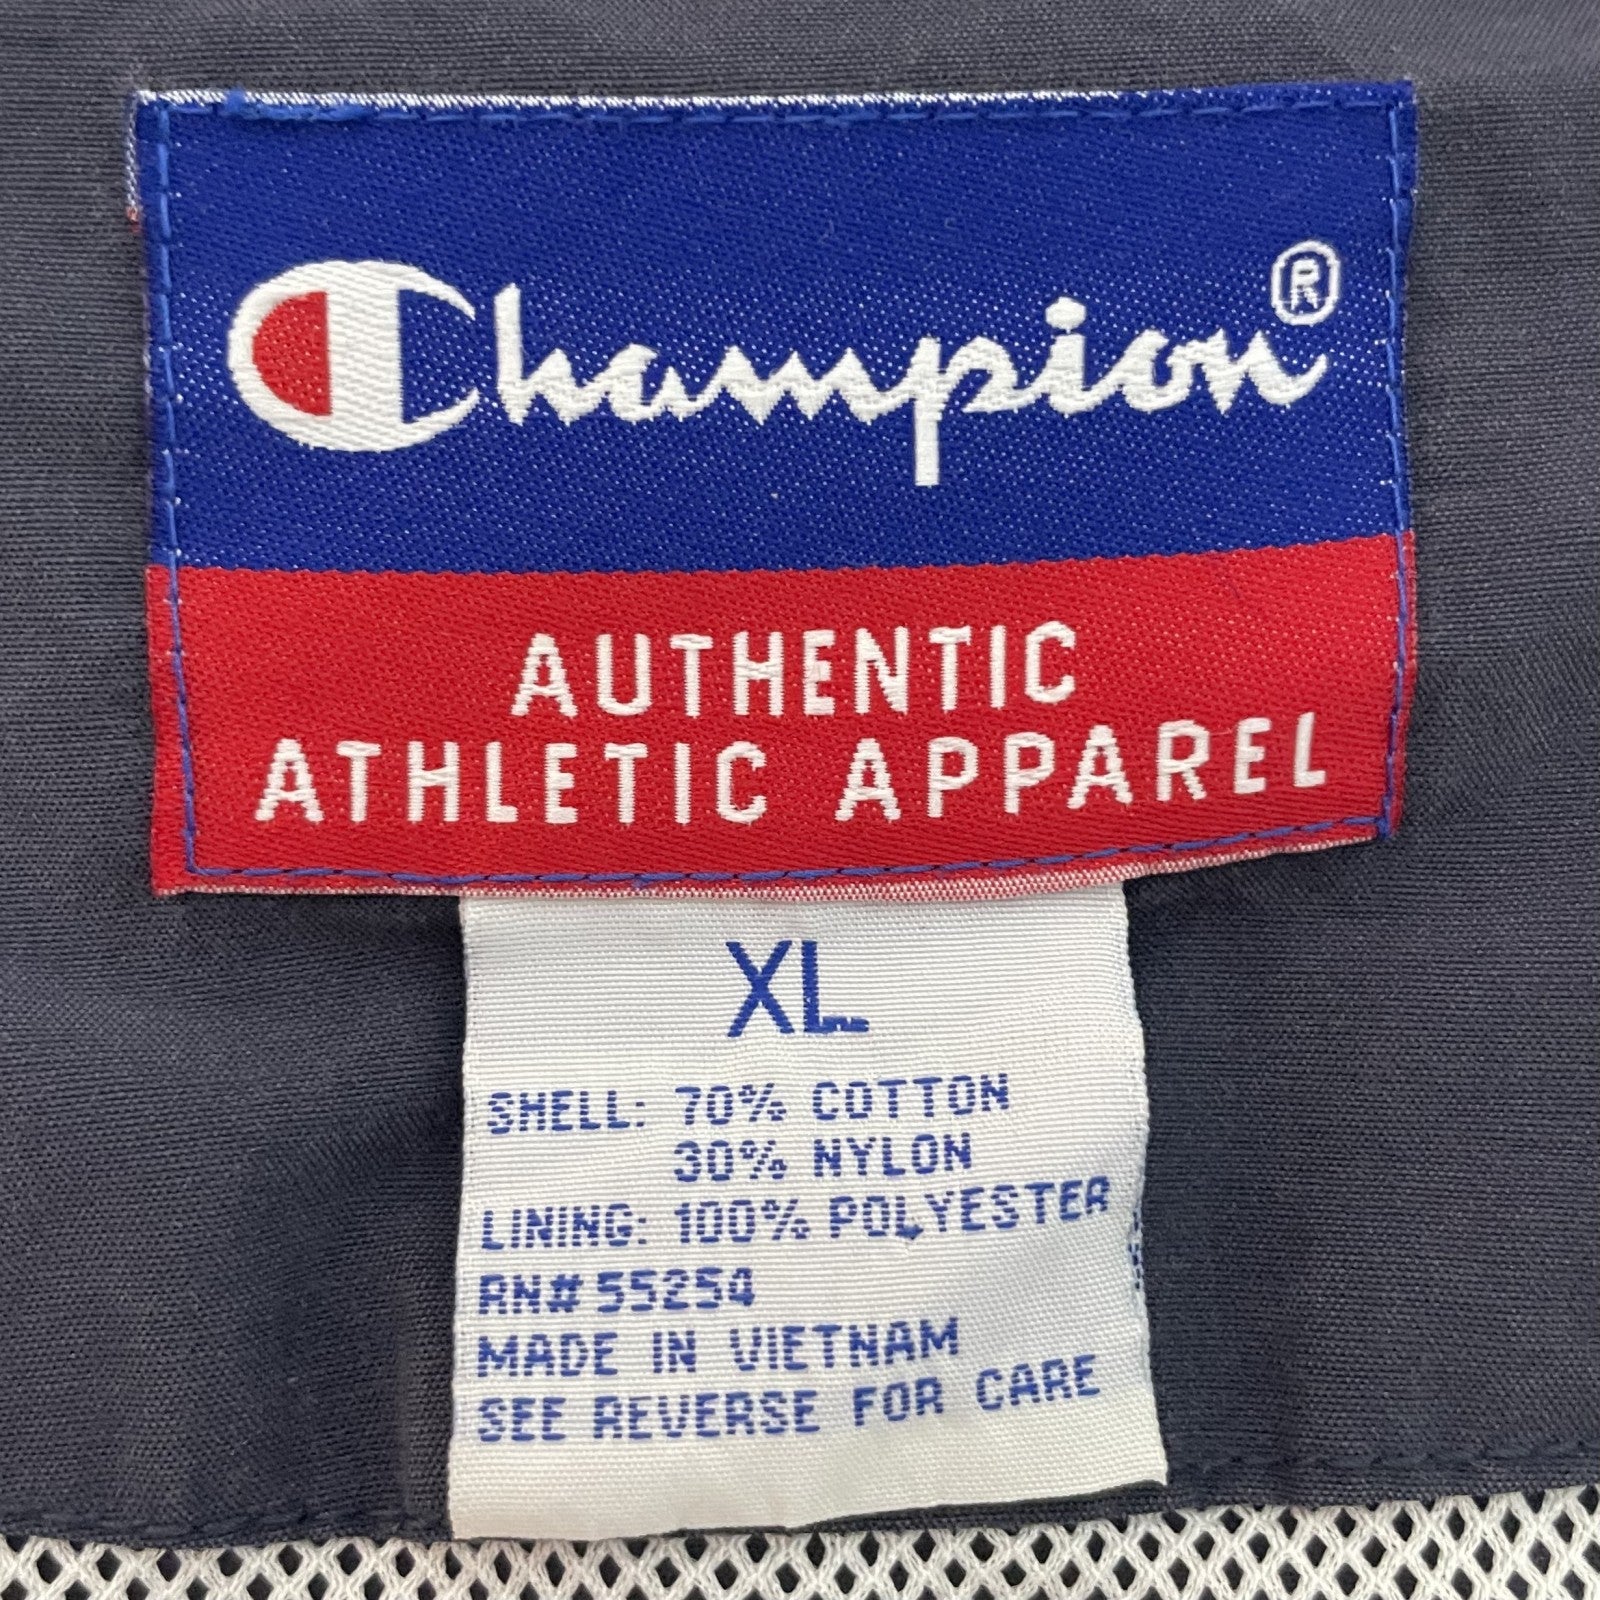 Champion®
AUTHENTIC
ATHLETIC APPAREL
XL
SHELL: 70% COTTON
30% NYLON
LINING: 100% POLYESTER
RN# 55254
MADE IN VIETNAM
SEE REVERSE FOR CARE